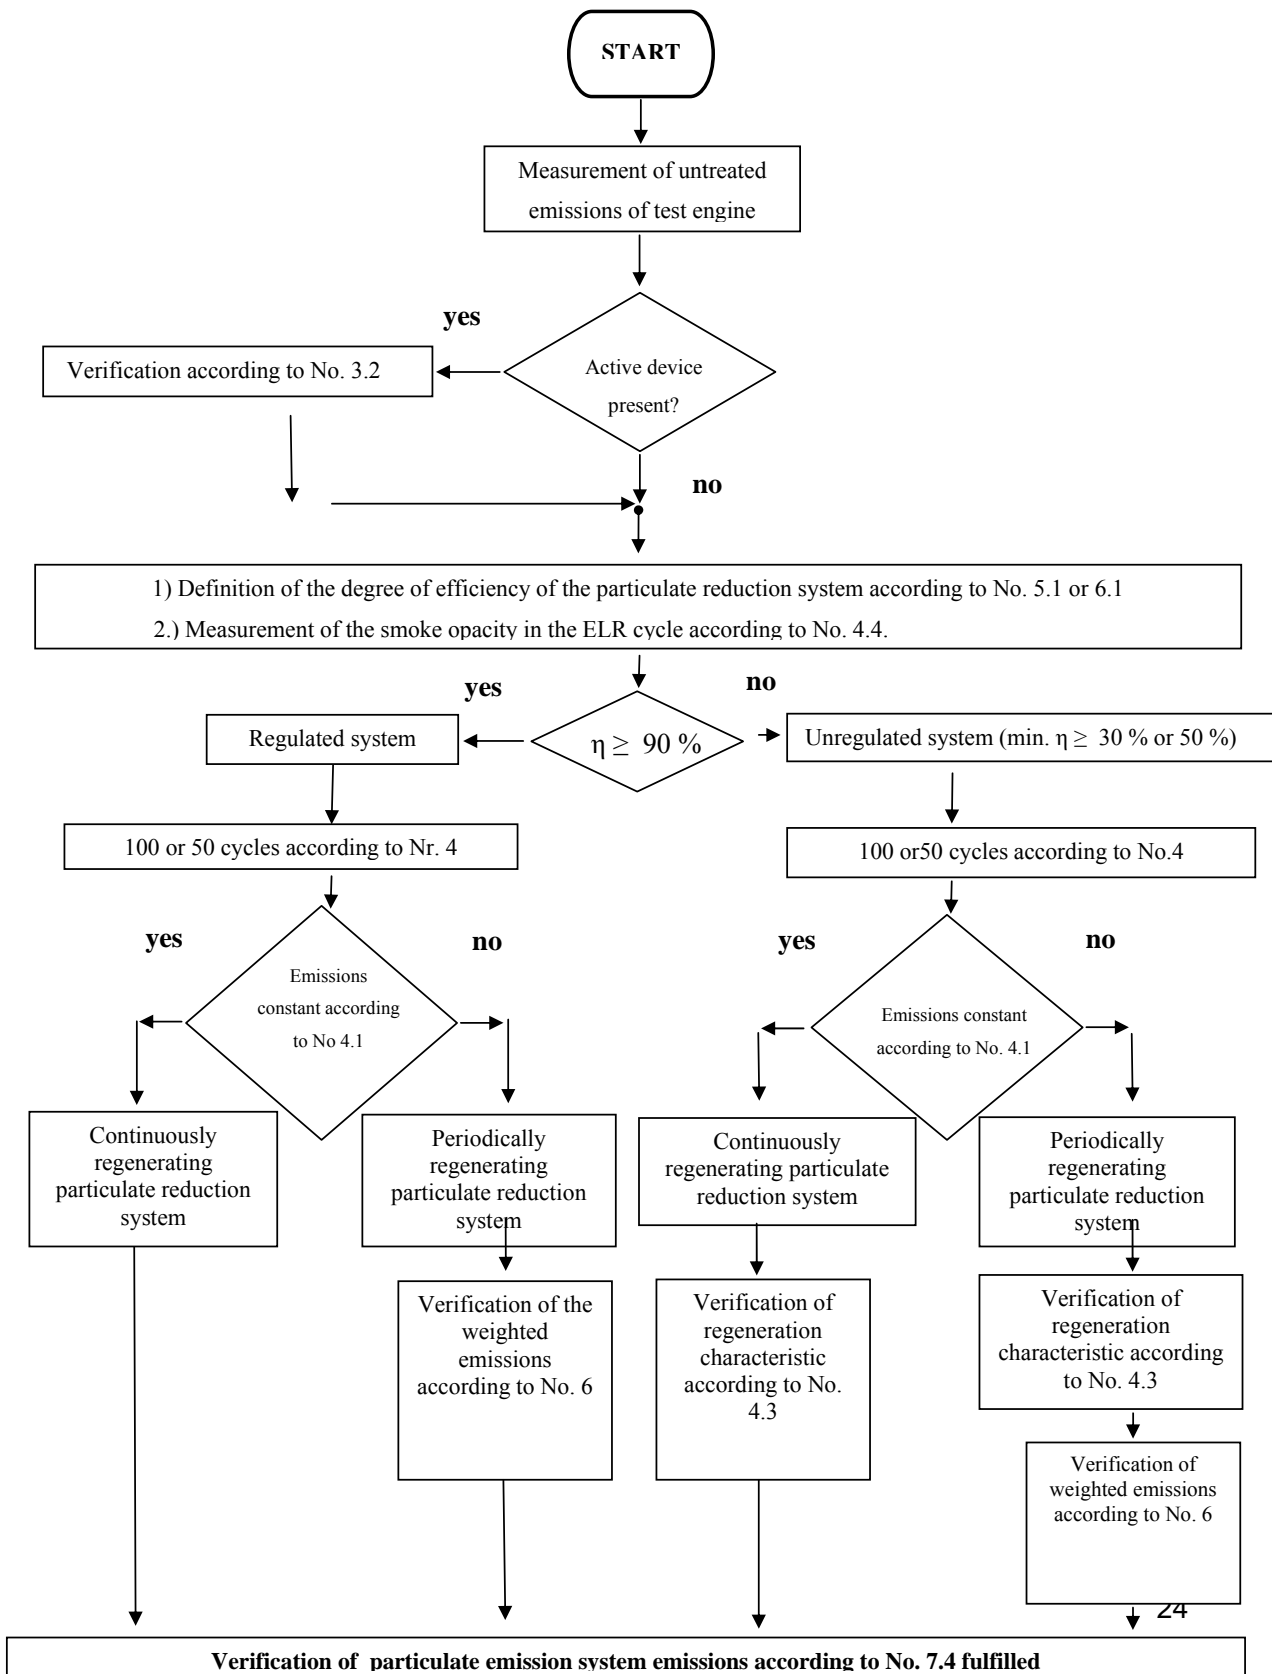 START
Measurement of untreated
emissions of test engine
yes
Verification according to No. 3.2
Active device
present?
no
1) Definition of the degree of efficiency of the particulate reduction system according to No. 5.1 or 6.1
2.) Measurement of the smoke opacity in the ELR cycle according to No. 4.4.
yes
no
Regulated system
η ≥ 90 %
Unregulated system (min. η ≥ 30 % or 50 %)
100 or 50 cycles according to Nr. 4
100 or50 cycles according to No.4
yes
no
Emissions
constant according
to No 4.1
yes
no
Emissions constant
according to No. 4.1
Continuously
regenerating
particulate reduction
system
Periodically
regenerating
particulate reduction
system
Continuously
regenerating particulate
reduction system
Periodically
regenerating
particulate reduction
system
Verification of the
weighted
emissions
according to No. 6
Verification of
regeneration
characteristic
according to No.
4.3
Verification of
regeneration
characteristic according
to No. 4.3
Verification of
weighted emissions
according to No. 6
24
Verification of particulate emission system emissions according to No. 7.4 fulfilled